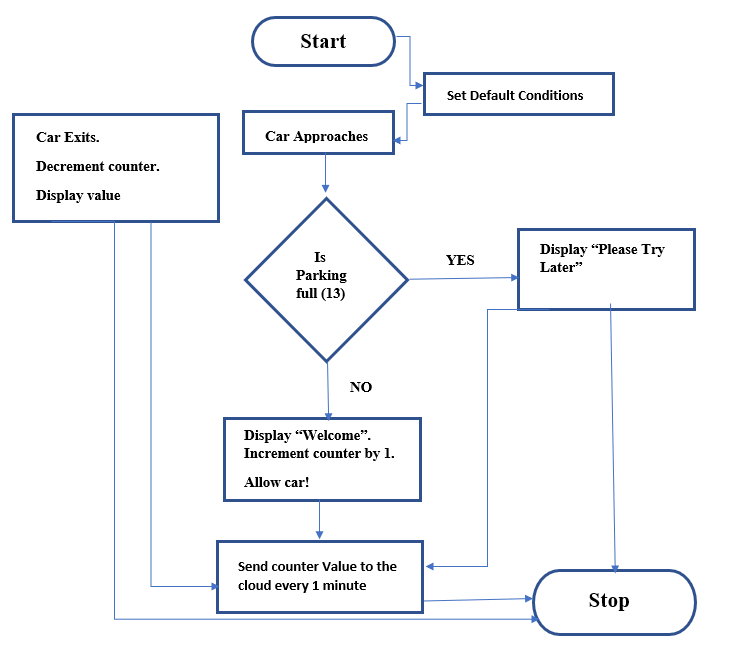 Start
Set Default Conditions
Car Approaches
Car Exits.
Decrement counter.
Display value
Is
Parking
full (13)
YES
Display “Please Try
Later”
NO
Display “Welcome”.
Increment counter by 1.
Allow car!
Send counter Value to the
cloud every 1 minute
Stop